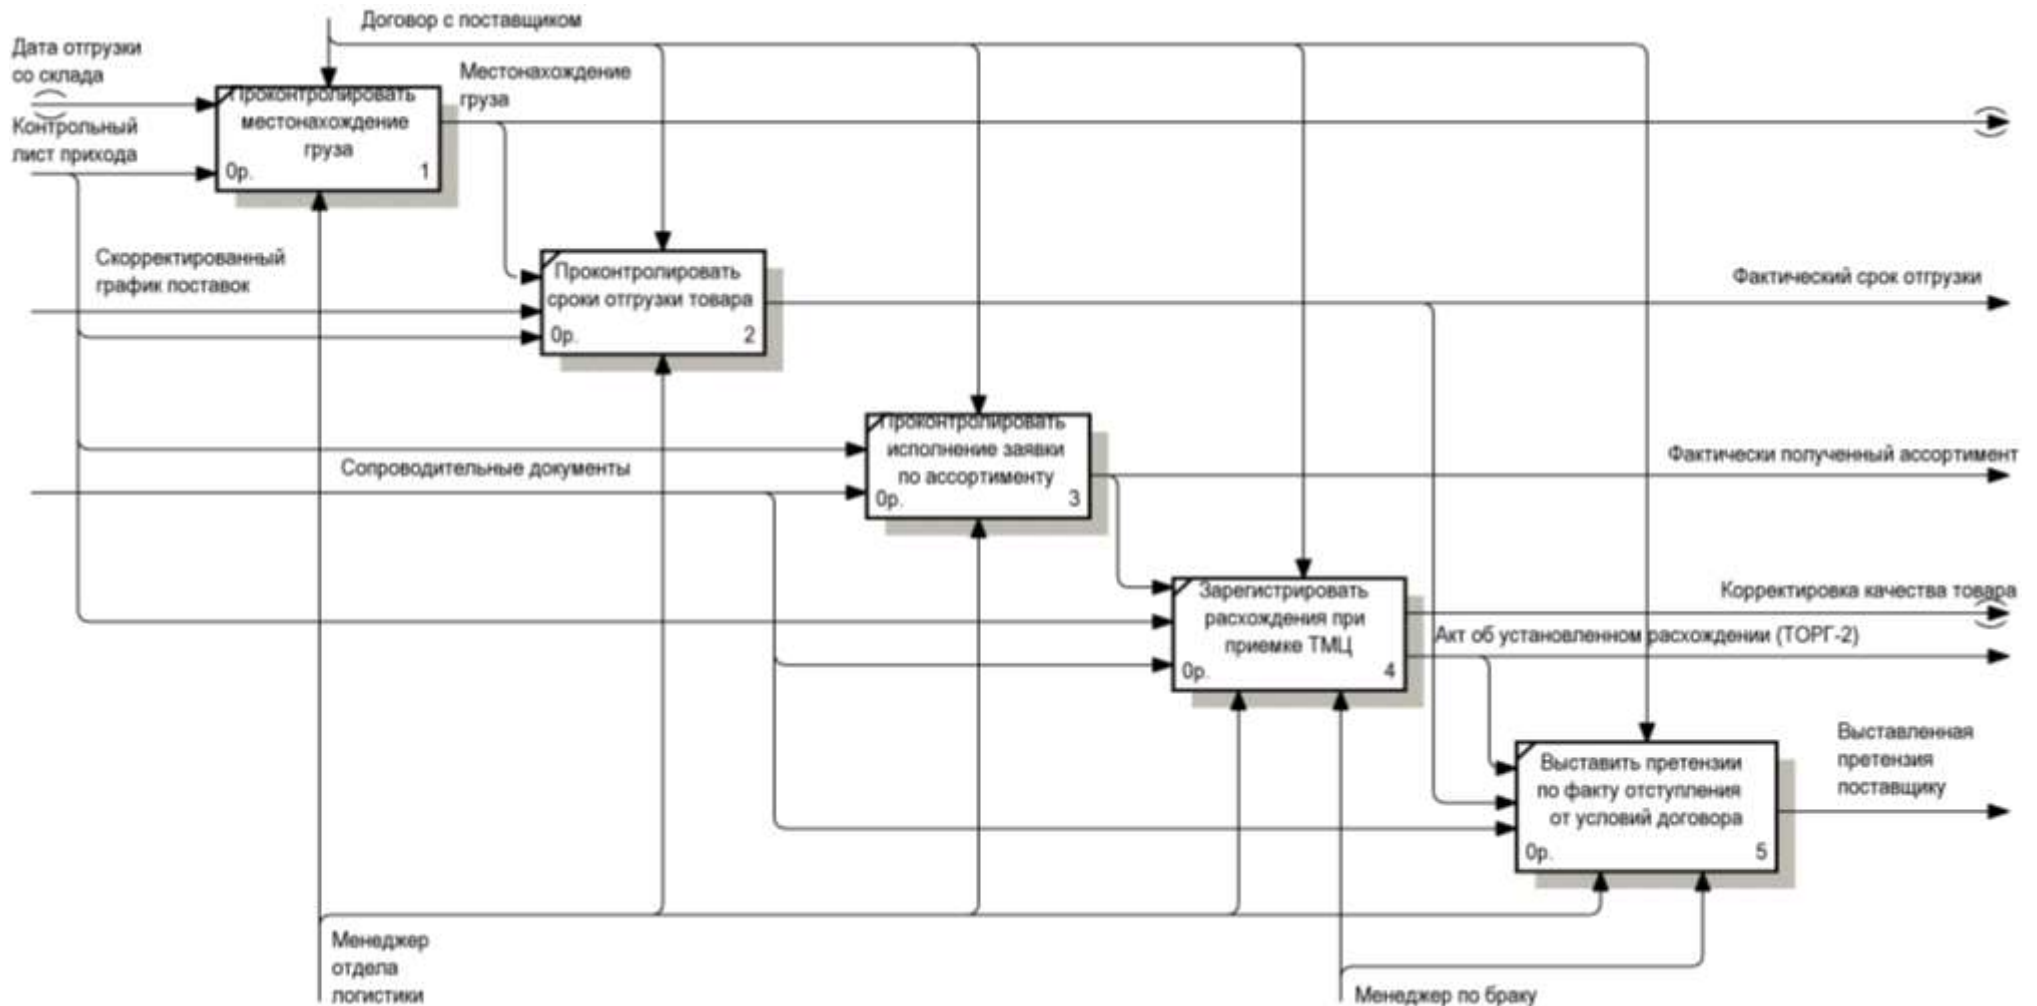 Договор с поставщиком
Дата отгрузки
со склада
Местонахождение
груза
Контрольный
лист прихода
Проконтролировать
местонахождение
груза
0р. 1
Скорректированный
график поставок
Проконтролировать
сроки отгрузки товара
0р. 2
Фактический срок отгрузки
Проконтролировать
исполнение заявки
по ассортименту
0р. 3
Сопроводительные документы
Фактически полученный ассортимент
Зарегистрировать
расхождения при
приемке ТМЦ
0р. 4
Корректировка качества товара
Акт об установленном расхождении (ТОРГ-2)
Выставить претензии
по факту отступления
от условий договора
0р. 5
Выставленная
претензия
поставщику
Менеджер
отдела
логистики
Менеджер по браку